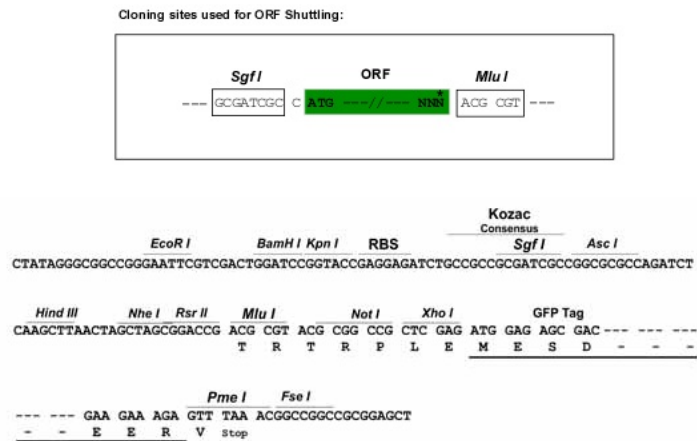 Cloning sites used for ORF Shuttling:
Sgf I ORF Mlu I
--- GCGATCGC C ATG ---//--- NNN* ACG CGT ---
Kozac
Consensus
EcoR I BamH I Kpn I RBS Sgf I Asc I
CTATAGGGCGGCCGGGAATTCGTCGACTGGATCCGGTACCGAGGAGATCTGCCGCCGCGATCGCCGGCGCGCCAGATCT
Hind III Nhe I Rsr II Mlu I Not I Xho I GFP Tag
CAAGCTTAACTAGCTAGCGGACCG ACG CGT ACG CGG CCG CTC GAG ATG GAG AGC GAC --- --- ---
T R T R P L E M E S D - - -
Pme I Fse I
--- --- GAA GAA AGA GTT TAA ACGGCCGGCCGCGGAGCT
- - E E R V Stop